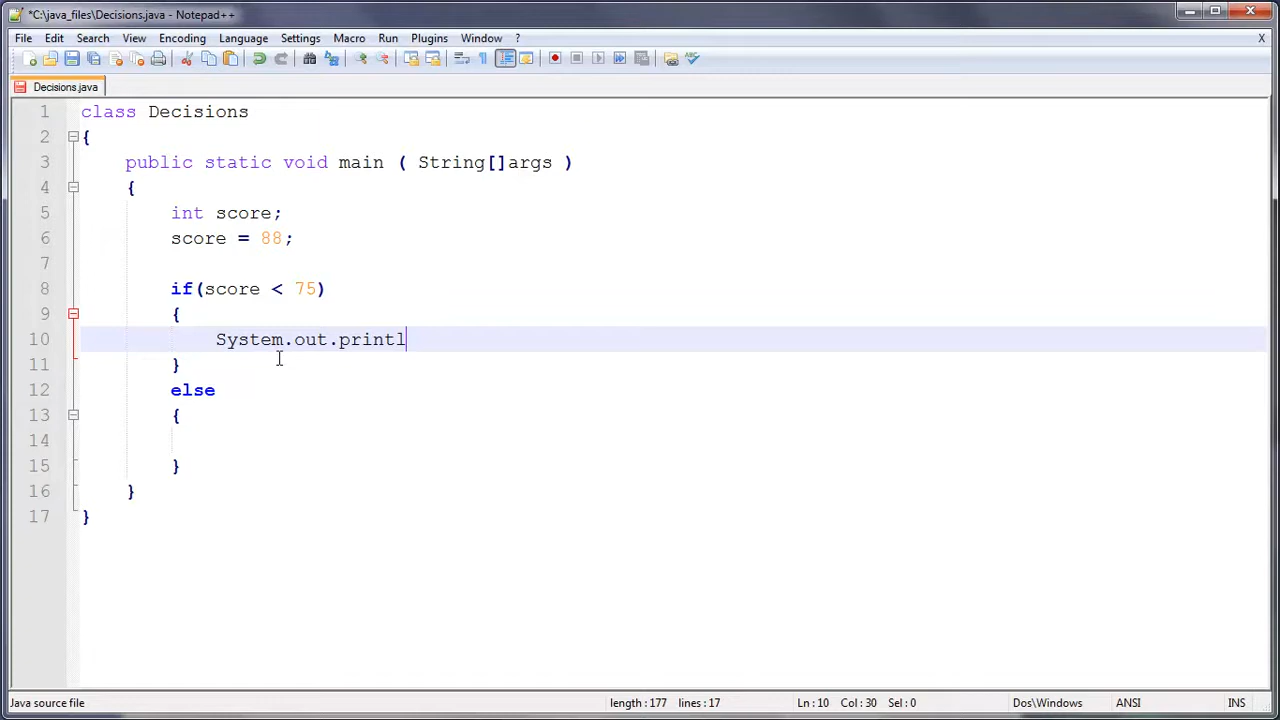 *C:\java_files\Decisions.java - Notepad++
File Edit Search View Encoding Language Settings Macro Run Plugins Window ? X
Decisions.java
1 class Decisions
2 {
3 public static void main ( String[]args )
4 {
5 int score;
6 score = 88;
7
8 if(score < 75)
9 {
10 System.out.printl
11 }
12 else
13 {
14
15 }
16 }
17 }
Java source file length : 177 lines : 17 Ln : 10 Col : 30 Sel : 0 Dos\Windows ANSI INS